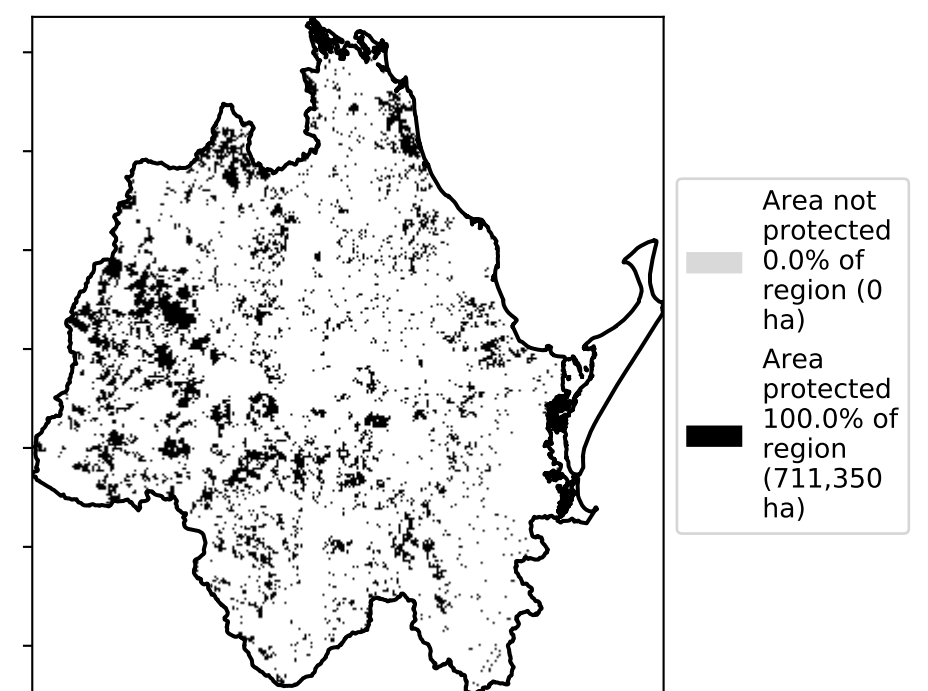 Area not
protected
0.0% of
region (0
ha)
Area
protected
100.0% of
region
(711,350
ha)